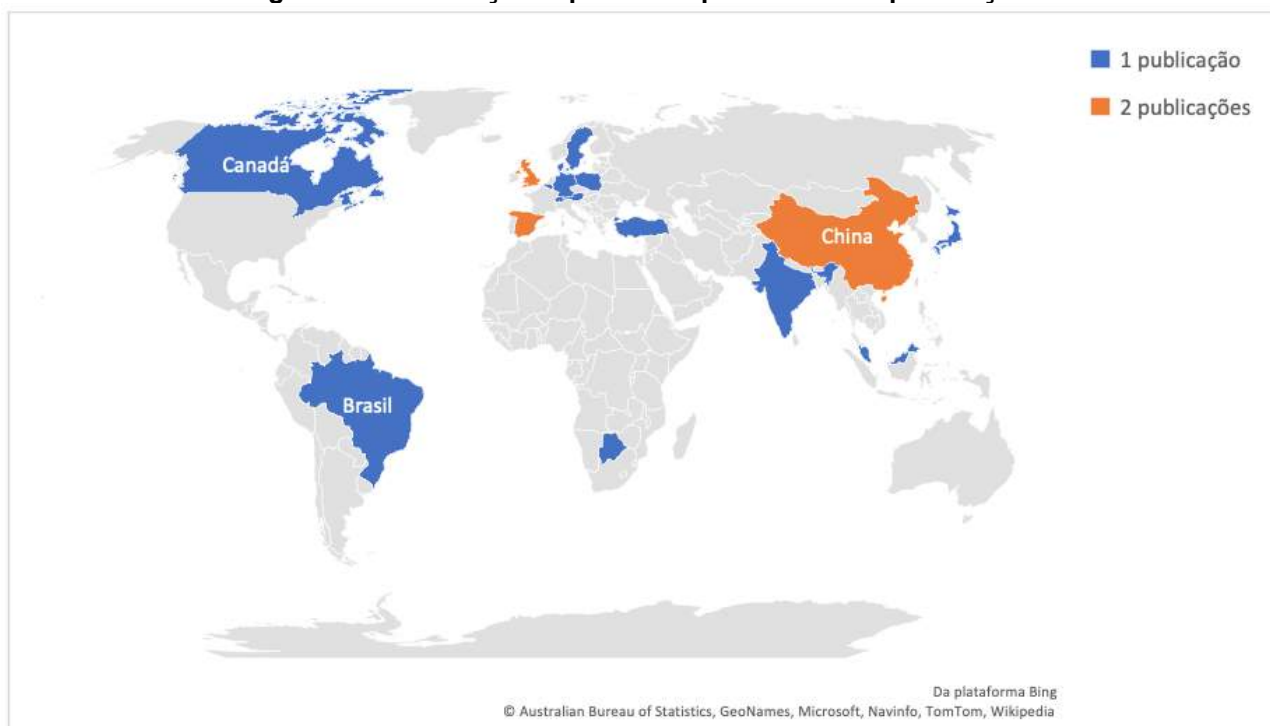 1 publicação
2 publicações
Canadá
China
Brasil
Da plataforma Bing
© Australian Bureau of Statistics, GeoNames, Microsoft, Navinfo, TomTom, Wikipedia